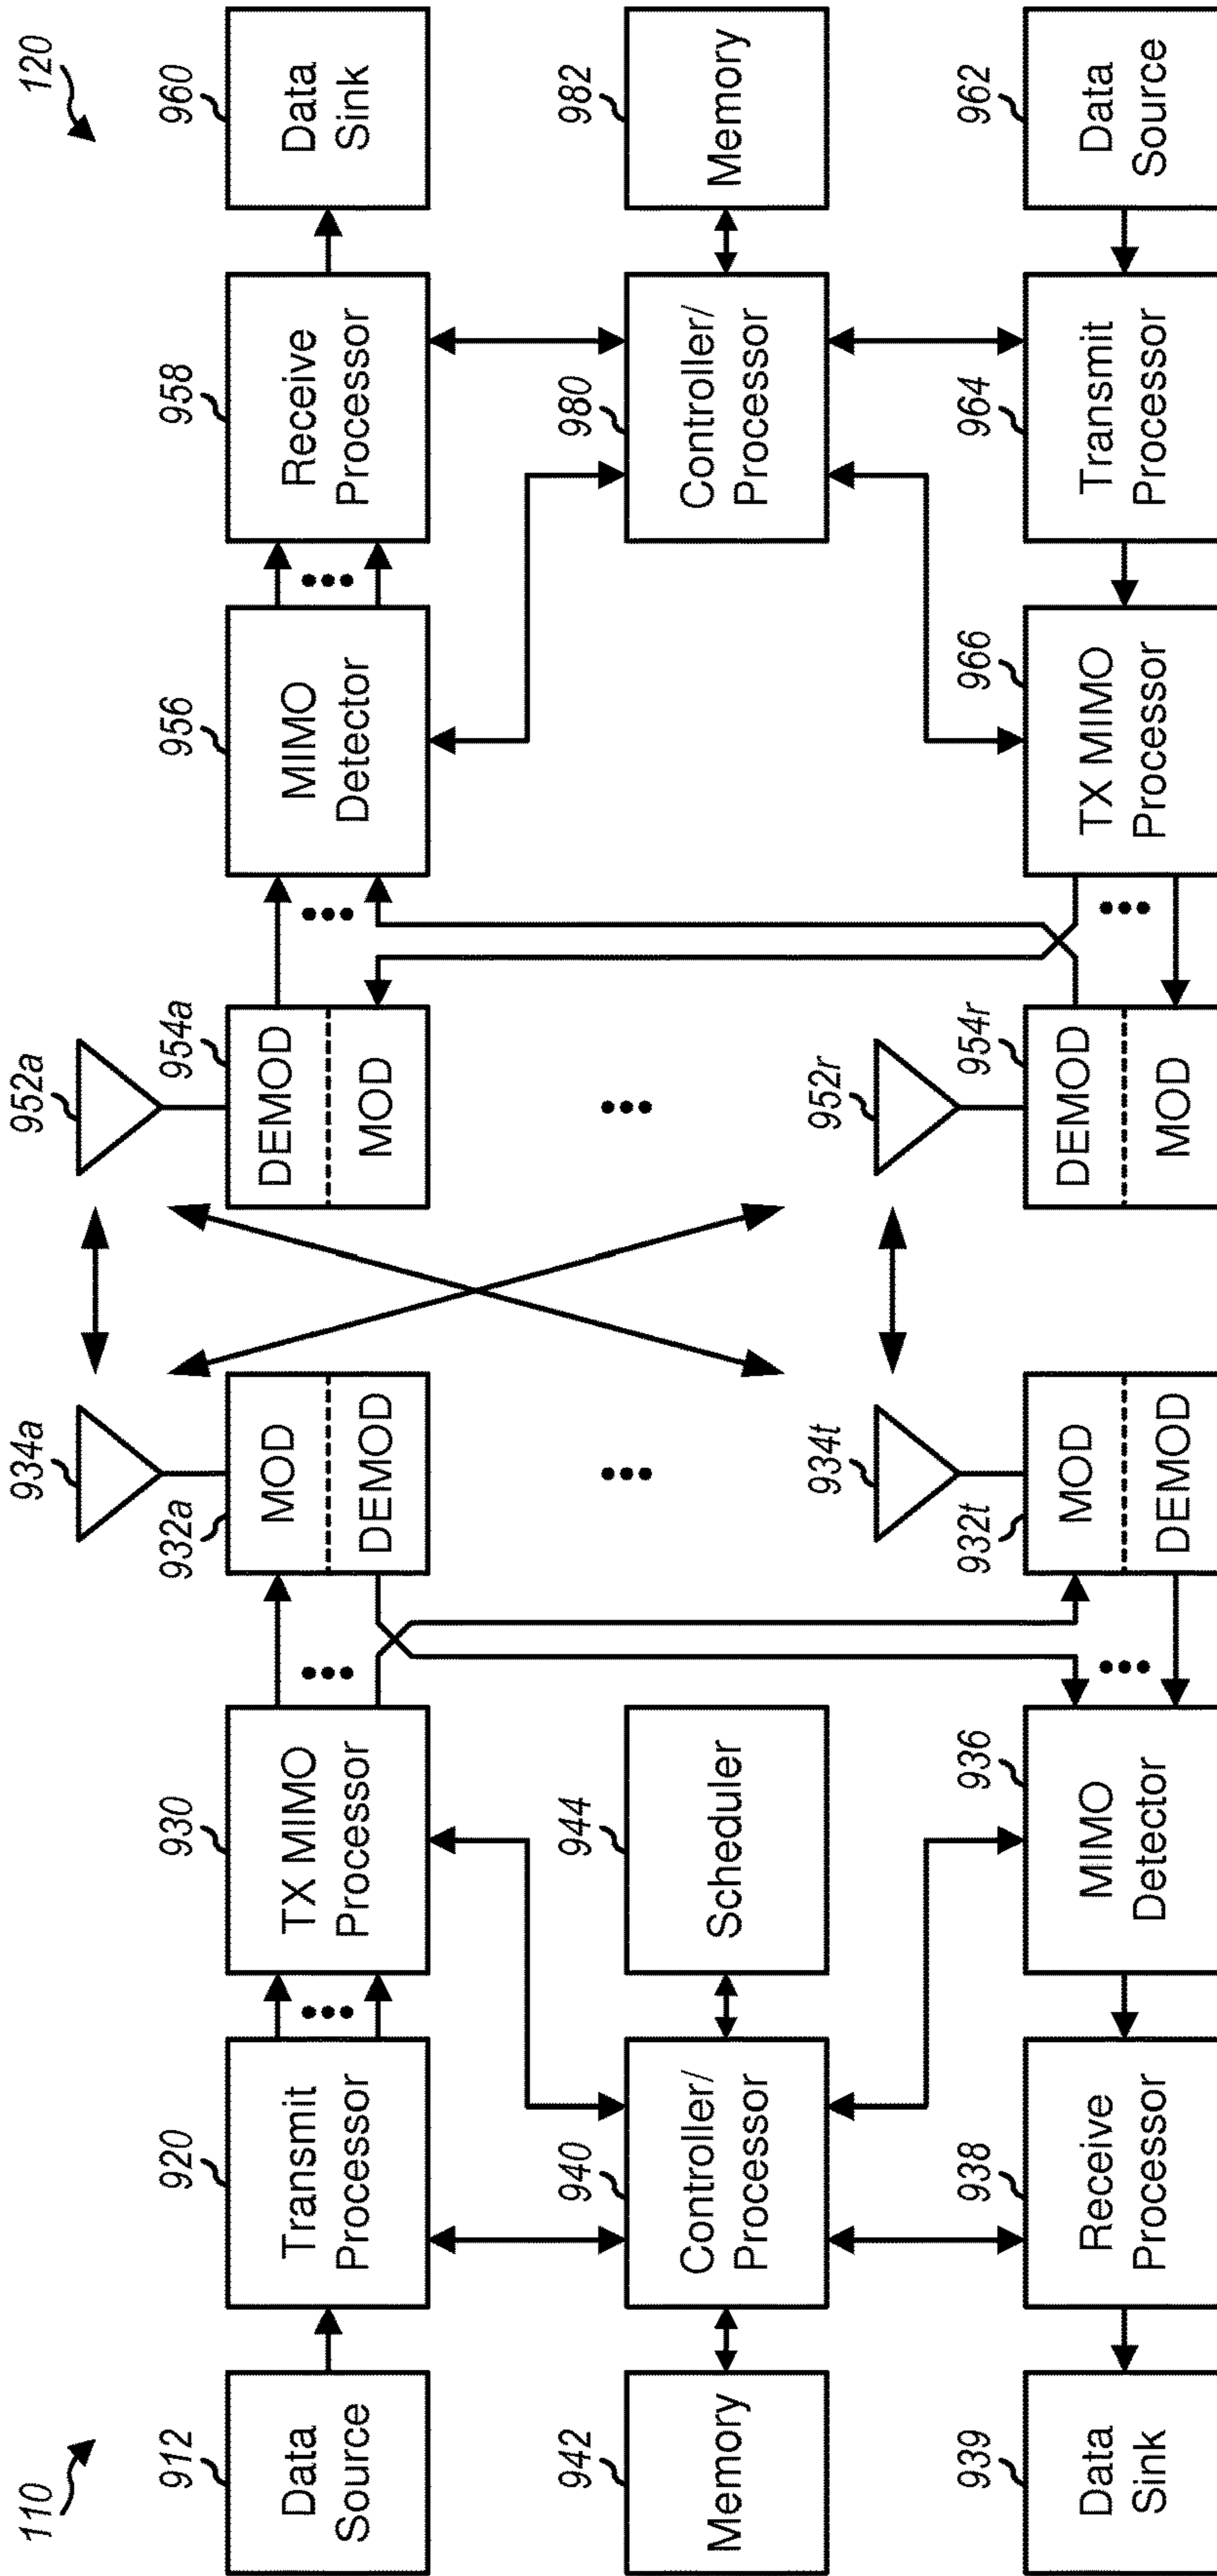 110
120
934a
952a
912
920
930
932a
954a
956
958
960
Data
Source
Transmit
Processor
TX MIMO
Processor
MOD
DEMOD
DEMOD
MOD
MIMO
Detector
Receive
Processor
Data
Sink
942
940
944
980
982
Memory
Controller/
Processor
Scheduler
Controller/
Processor
Memory
934t
952r
939
938
936
932t
954r
966
964
962
Data
Sink
Receive
Processor
MIMO
Detector
MOD
DEMOD
DEMOD
MOD
TX MIMO
Processor
Transmit
Processor
Data
Source